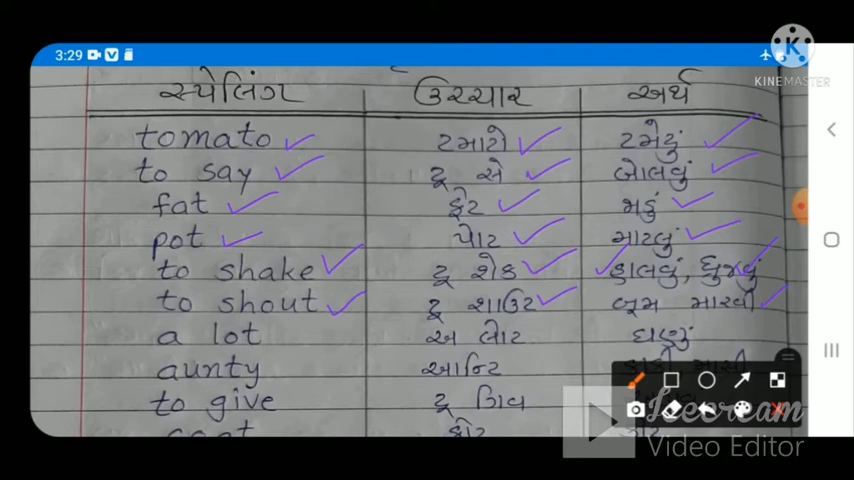 3:29
KINEMASTER
સ્પેલિંગ ઉચ્ચાર અર્થ
tomato ટમાટો ટમેટું
to say ટૂ સે બોલવું
fat ફેટ જાડું
pot પોટ માટલું
to shake ટૂ શેક હાલવું, ધ્રુજવું
to shout ટૂ શાઉટ બૂમ મારવી
a lot અ લોટ ઘણું
aunty આન્ટિ
to give ટૂ ગિવ
Icecream
Video Editor